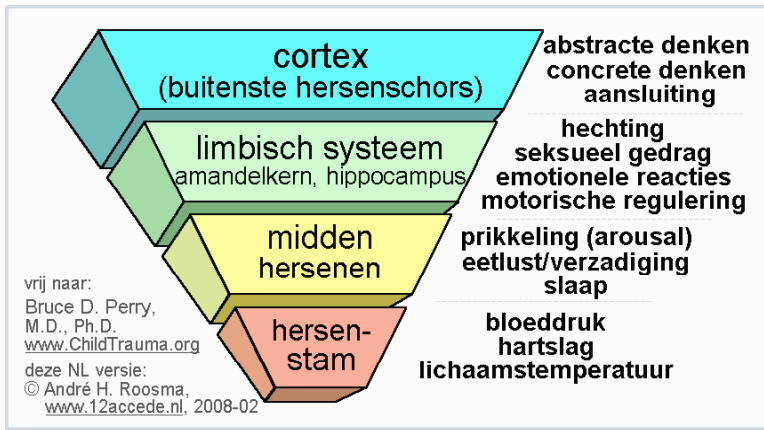 cortex
(buitenste hersenschors)
abstracte denken
concrete denken
aansluiting
limbisch systeem
amandelkern, hippocampus
hechting
seksueel gedrag
emotionele reacties
motorische regulering
midden
hersenen
prikkeling (arousal)
eetlust/verzadiging
slaap
hersen-
stam
bloeddruk
hartslag
lichaamstemperatuur
vrij naar:
Bruce D. Perry,
M.D., Ph.D.
www.ChildTrauma.org
deze NL versie:
© André H. Roosma,
www.12accede.nl, 2008-02